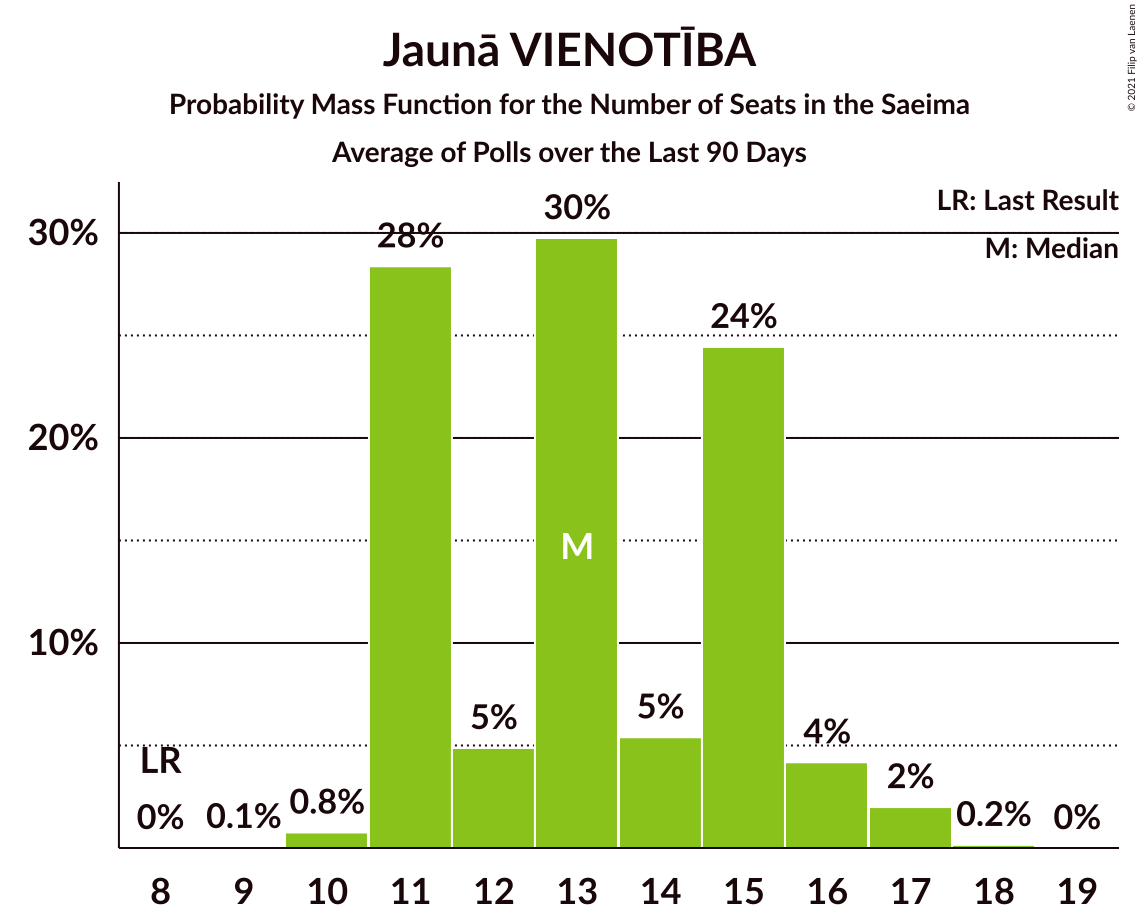 Jaunā VIENOTĪBA
Probability Mass Function for the Number of Seats in the Saeima
Average of Polls over the Last 90 Days
© 2021 Filip van Laenen
LR: Last Result
M: Median
30%
20%
10%
LR
0%
0.1%
0.8%
28%
5%
30%
M
5%
24%
4%
2%
0.2%
0%
8 9 10 11 12 13 14 15 16 17 18 19